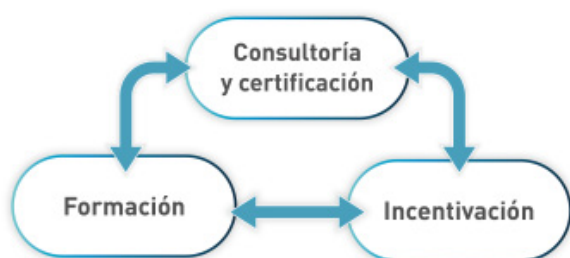 Consultoría
y certificación
Formación
Incentivación